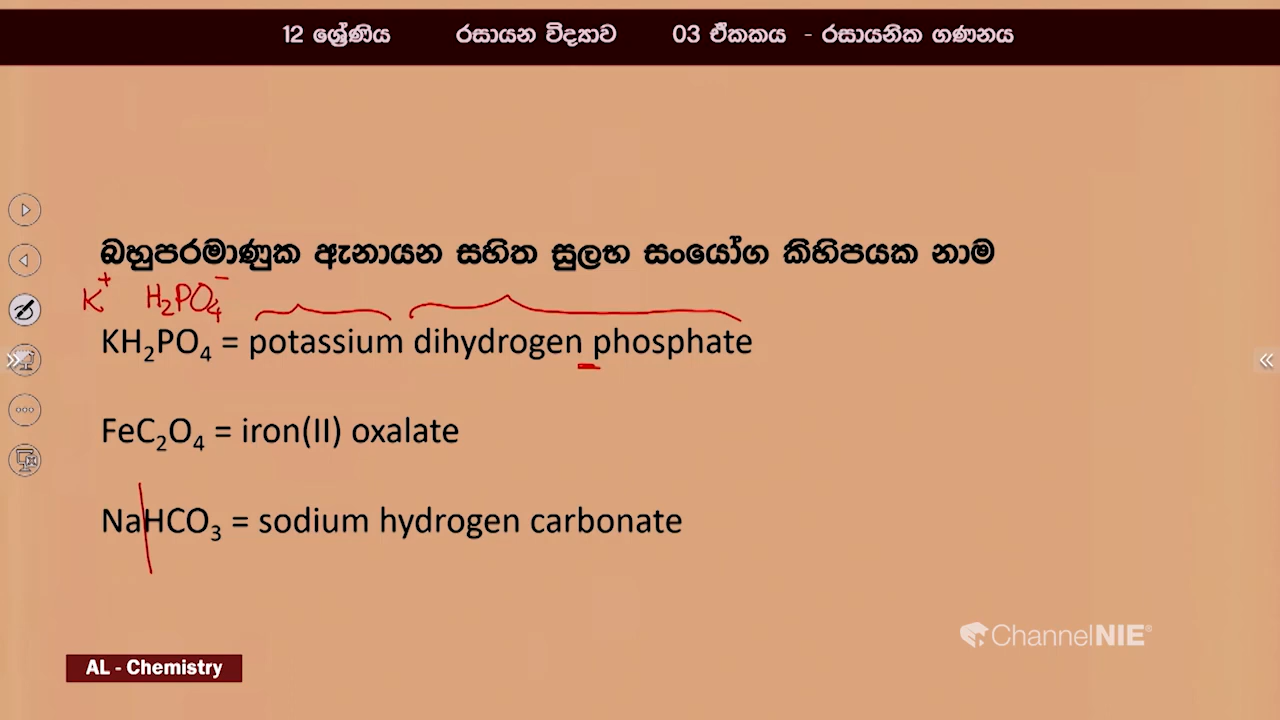 12 ශ්‍රේණිය රසායන විද්‍යාව 03 ඒකකය - රසායනික ගණනය
බහුපරමාණුක ඇනායන සහිත සුලභ සංයෝග කිහිපයක නාම
K⁺ H₂PO₄⁻
KH₂PO₄ = potassium dihydrogen phosphate
FeC₂O₄ = iron(II) oxalate
NaHCO₃ = sodium hydrogen carbonate
ChannelNIE®
AL - Chemistry